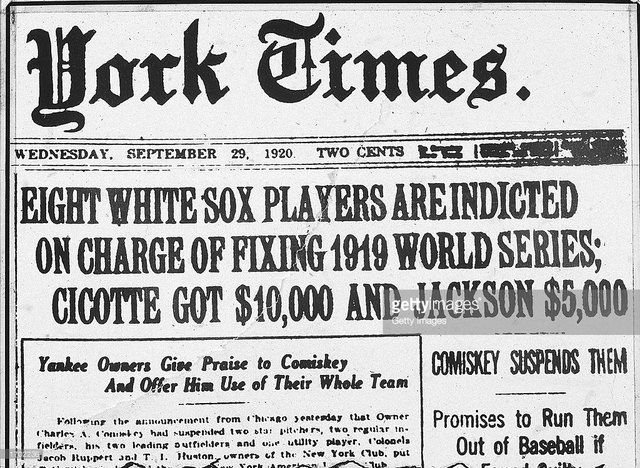 York Times.
WEDNESDAY, SEPTEMBER 29, 1920. TWO CENTS
EIGHT WHITE SOX PLAYERS ARE INDICTED
ON CHARGE OF FIXING 1919 WORLD SERIES;
CICOTTE GOT $10,000 AND JACKSON $5,000
gettyimages
Getty Images
Yankee Owners Give Praise to Comiskey
And Offer Him Use of Their Whole Team
Following the announcement from Chicago yesterday that Owner
Charles A. Comiskey had suspended two star pitchers, two regular in-
fielders, his two leading outfielders and one utility player, Colonels
Jacob Ruppert and T. L. Huston, owners of the New York Club, put
COMISKEY SUSPENDS THEM
Promises to Run Them
Out of Baseball if